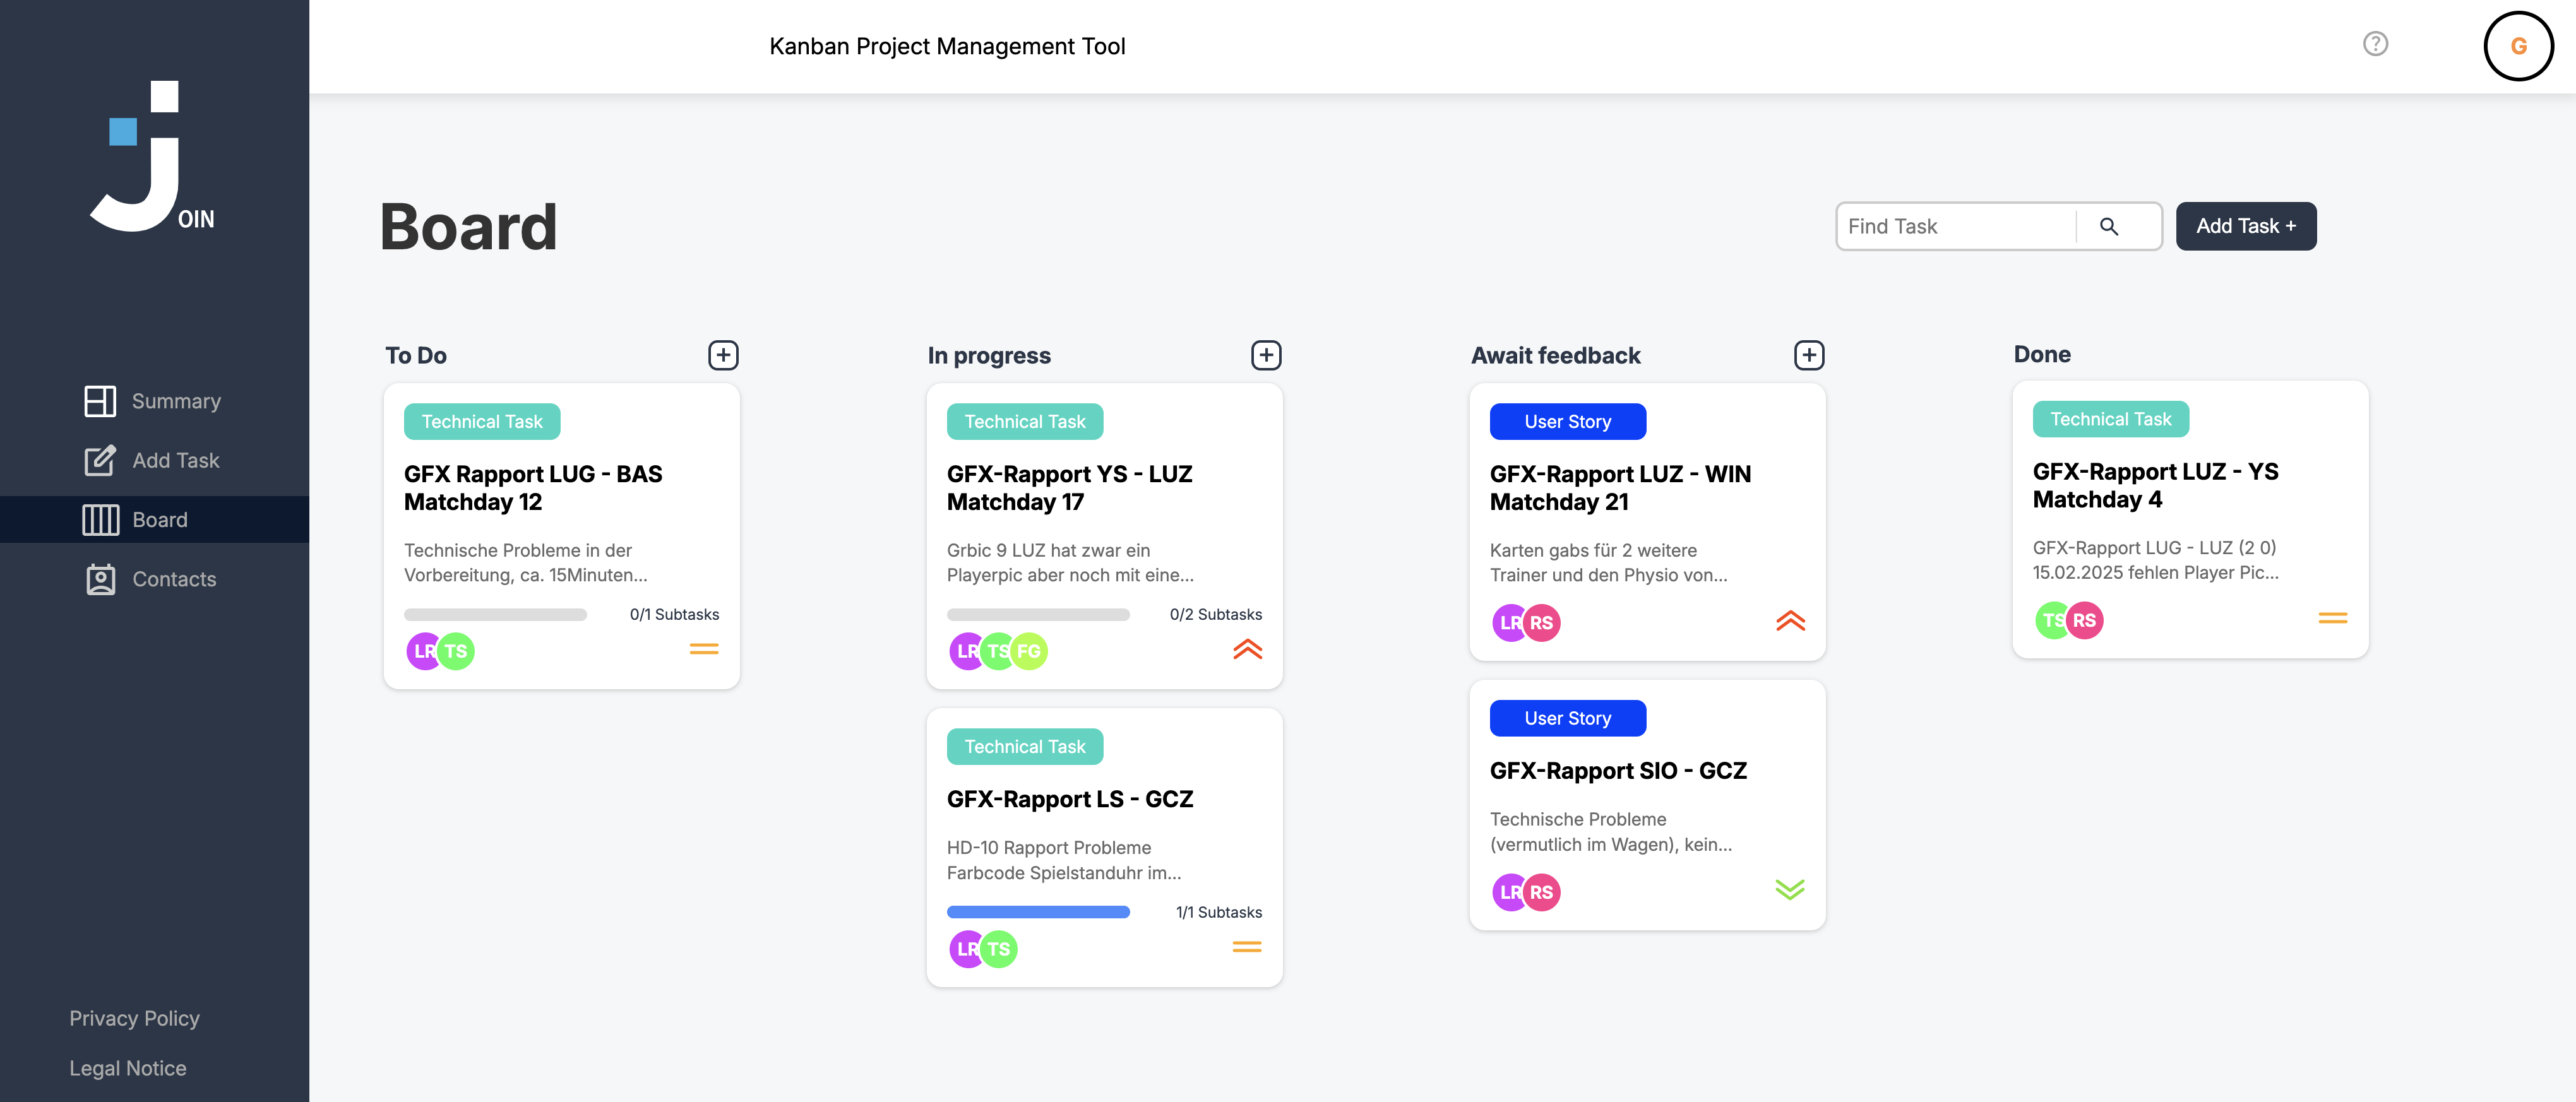 Kanban Project Management Tool
G
OIN
Summary
Add Task
Board
Contacts
Privacy Policy
Legal Notice
Board
Find Task
Add Task +
To Do
Technical Task
GFX Rapport LUG - BAS
Matchday 12
Technische Probleme in der
Vorbereitung, ca. 15Minuten...
0/1 Subtasks
LR TS
In progress
Technical Task
GFX-Rapport YS - LUZ
Matchday 17
Grbic 9 LUZ hat zwar ein
Playerpic aber noch mit eine...
0/2 Subtasks
LR TS FG
Technical Task
GFX-Rapport LS - GCZ
HD-10 Rapport Probleme
Farbcode Spielstanduhr im...
1/1 Subtasks
LR TS
Await feedback
User Story
GFX-Rapport LUZ - WIN
Matchday 21
Karten gabs für 2 weitere
Trainer und den Physio von...
LR RS
User Story
GFX-Rapport SIO - GCZ
Technische Probleme
(vermutlich im Wagen), kein...
LR RS
Done
Technical Task
GFX-Rapport LUZ - YS
Matchday 4
GFX-Rapport LUG - LUZ (2 0)
15.02.2025 fehlen Player Pic...
TS RS